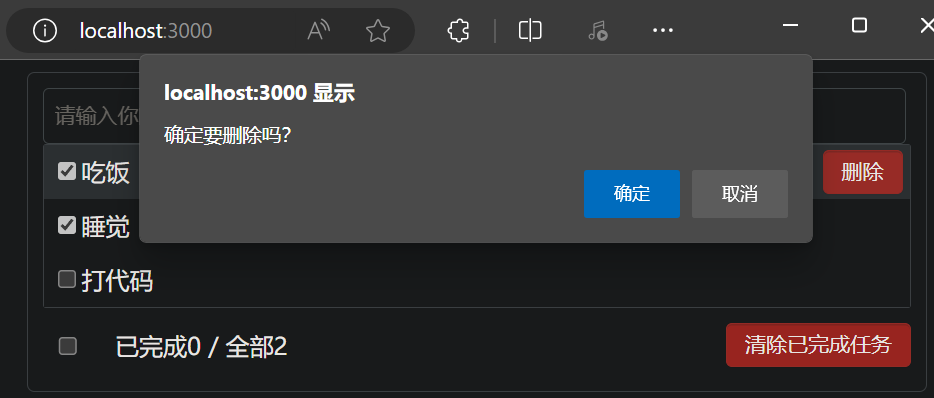 localhost:3000
localhost:3000 显示
确定要删除吗?
确定 取消
请输入你
吃饭 删除
睡觉
打代码
已完成0 / 全部2 清除已完成任务